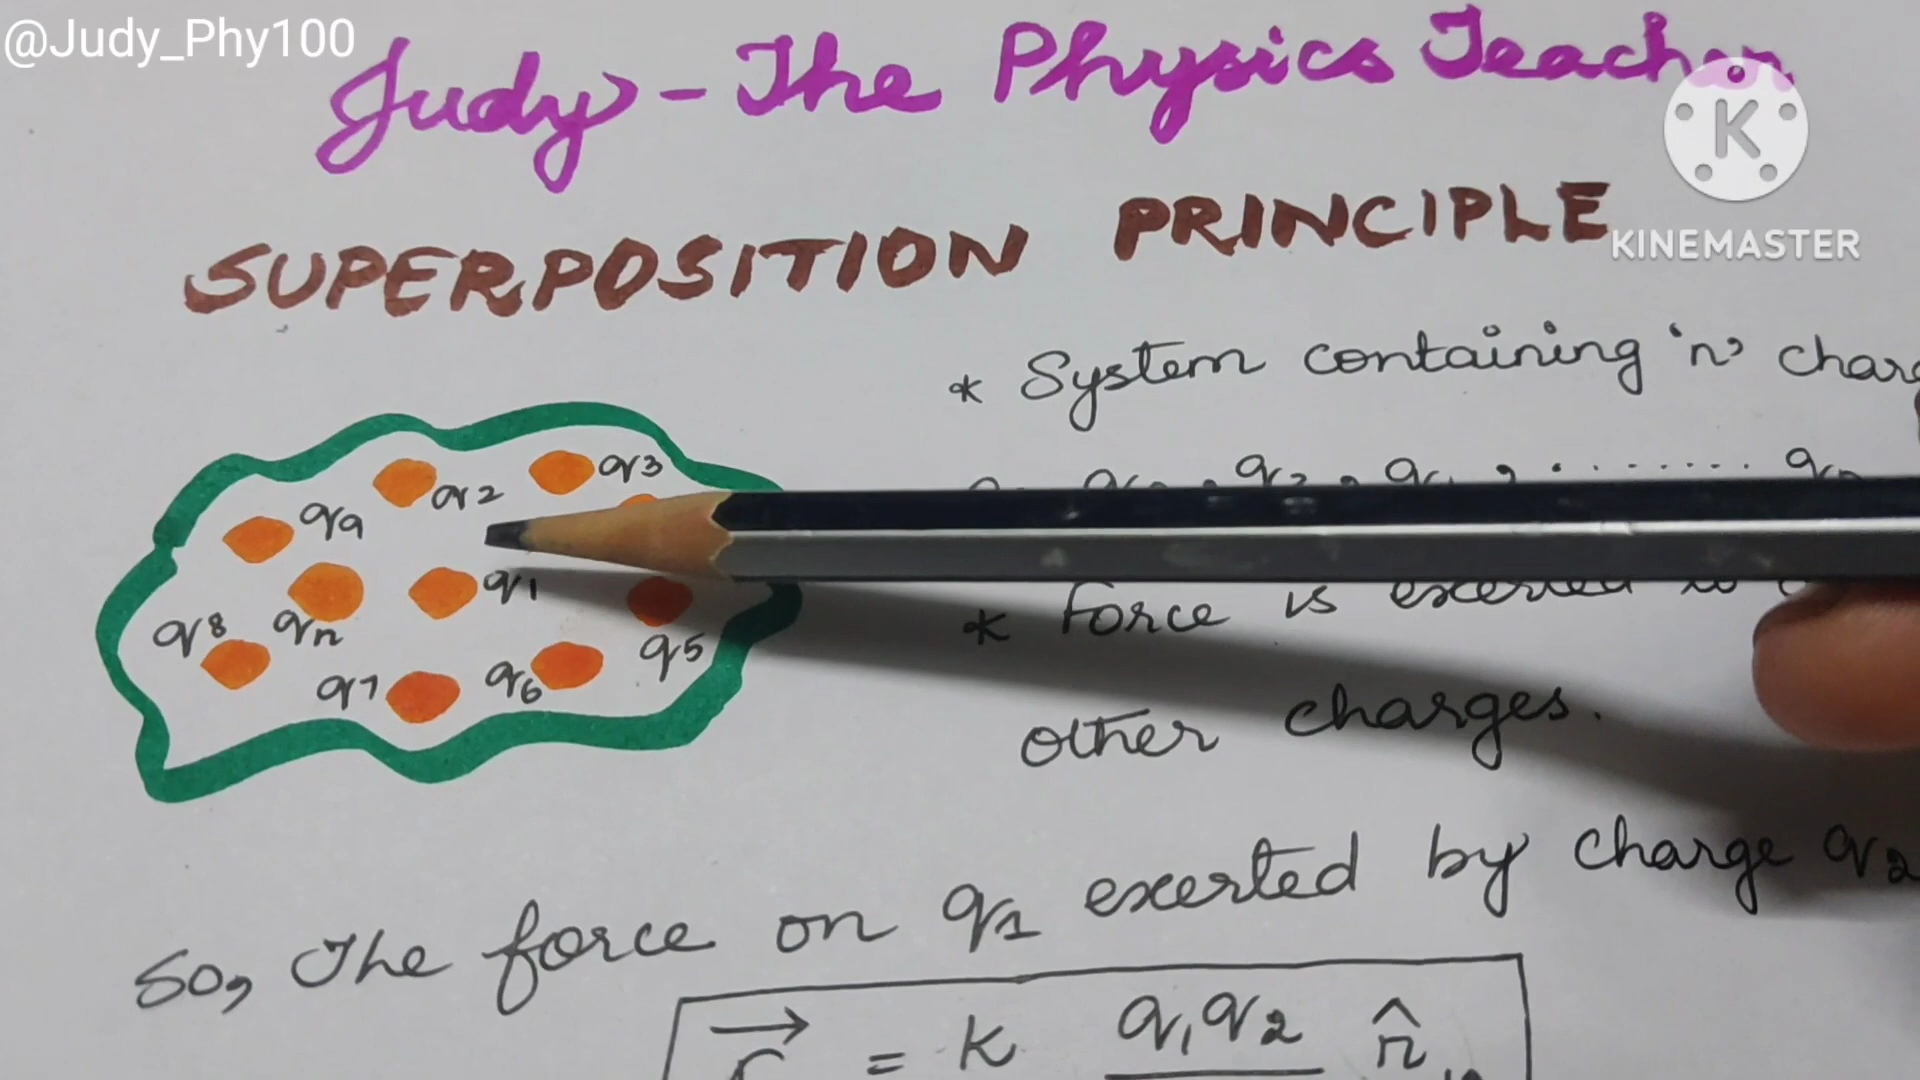 @Judy_Phy100
Judy - The Physics Teacher
K
KINEMASTER
SUPERPOSITION PRINCIPLE
* System containing 'n'
q3
q2
q9
q1
q8
qn
q5
q6
q7
* Force is exerted
other charges.
So, The force on q1 exerted by charge q2
= K q1q2 r̂